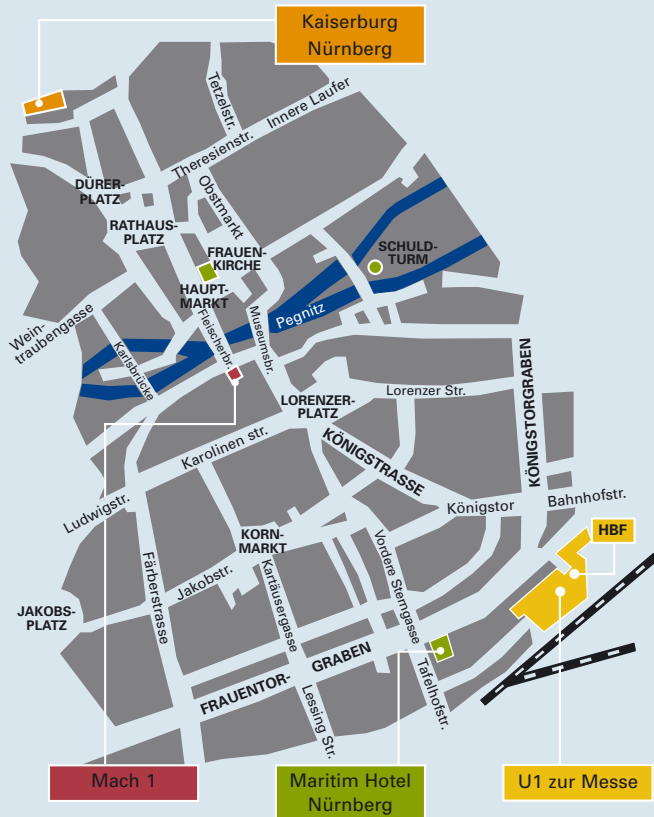 Kaiserburg
Nürnberg
Tetzelstr.
Innere Laufer
Theresienstr.
DÜRER-
PLATZ
Obstmarkt
RATHAUS-
PLATZ
FRAUEN-
KIRCHE
SCHULD-
TURM
HAUPT-
MARKT
Wein-
traubengasse
Fleischerbr.
Museumsbr.
Pegnitz
Karlsbrücke
LORENZER-
PLATZ
Lorenzer Str.
KÖNIGSTORGRABEN
Karolinen str.
KÖNIGSTRASSE
Ludwigstr.
Königstor
Bahnhofstr.
HBF
KORN-
MARKT
Färberstrasse
Jakobstr.
Kartäusergasse
Vordere Sterngasse
JAKOBS-
PLATZ
FRAUENTOR-
GRABEN
Lessing Str.
Tafelhofstr.
Mach 1
Maritim Hotel
Nürnberg
U1 zur Messe